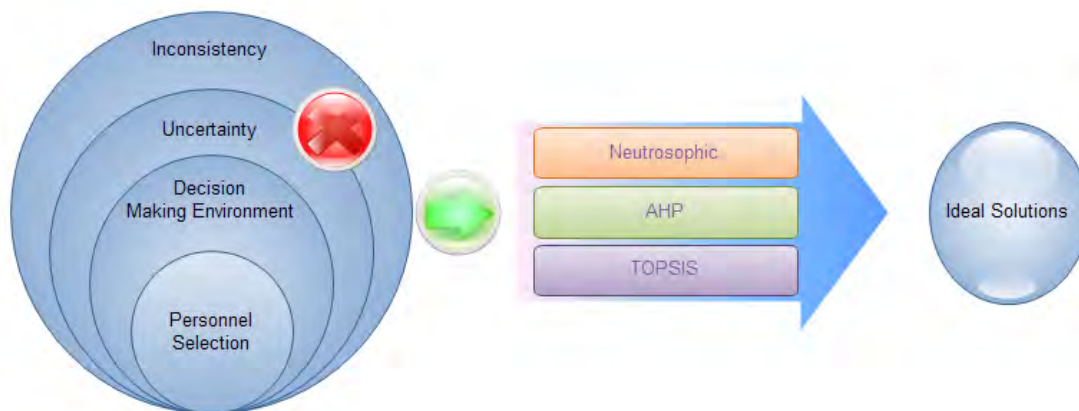 Inconsistency
Uncertainty
Decision
Making Environment
Personnel
Selection
Neutrosophic
AHP
TOPSIS
Ideal Solutions